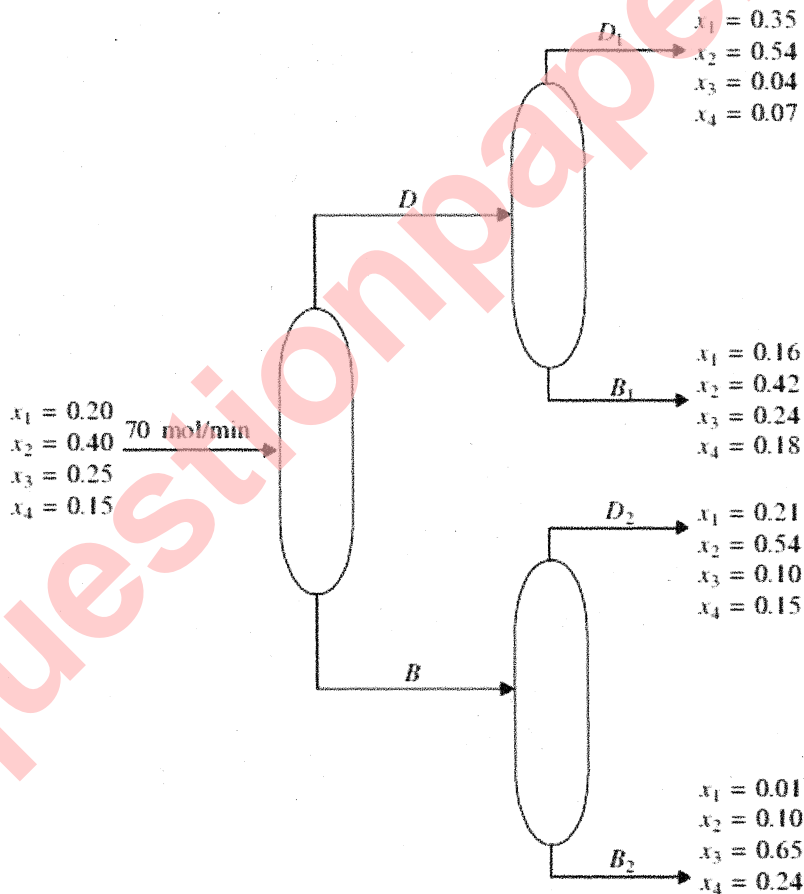 D₁
x₁ = 0.35
x₂ = 0.54
x₃ = 0.04
x₄ = 0.07
D
x₁ = 0.16
x₂ = 0.42
x₃ = 0.24
x₄ = 0.18
B₁
x₁ = 0.20
x₂ = 0.40
x₃ = 0.25
x₄ = 0.15
70 mol/min
D₂
x₁ = 0.21
x₂ = 0.54
x₃ = 0.10
x₄ = 0.15
B
x₁ = 0.01
x₂ = 0.10
x₃ = 0.65
x₄ = 0.24
B₂
questionpape